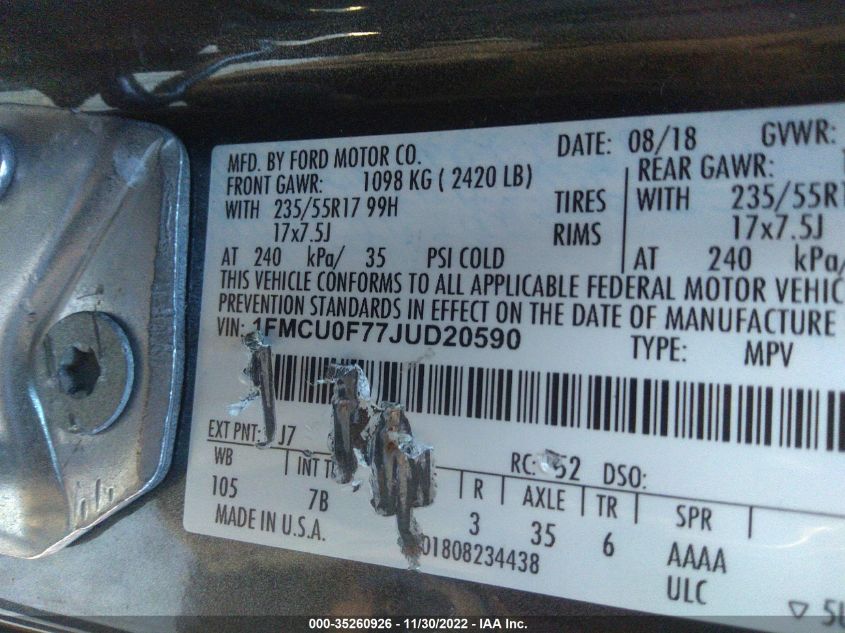 MFD. BY FORD MOTOR CO. DATE: 08/18 GVWR:
FRONT GAWR: 1098 KG ( 2420 LB) REAR GAWR:
WITH 235/55R17 99H TIRES WITH 235/55R1
17x7.5J RIMS 17x7.5J
AT 240 kPa/ 35 PSI COLD AT 240 kPa/
THIS VEHICLE CONFORMS TO ALL APPLICABLE FEDERAL MOTOR VEHIC
PREVENTION STANDARDS IN EFFECT ON THE DATE OF MANUFACTURE
VIN: 1FMCU0F77JUD20590 TYPE: MPV
EXT PNT: J7 RC: 52 DSO:
WB INT R AXLE TR SPR
105 7B 3 35 6 AAAA
MADE IN U.S.A. 01808234438 ULC
000-35260926 - 11/30/2022 - IAA Inc.